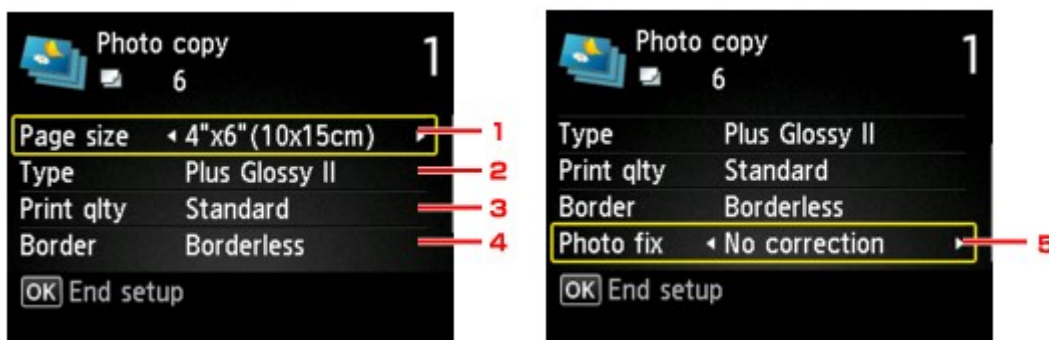 Photo copy
6
1
Page size 4"x6"(10x15cm) 1
Type Plus Glossy II 2
Print qlty Standard 3
Border Borderless 4
OK End setup
Photo copy
6
1
Type Plus Glossy II
Print qlty Standard
Border Borderless
Photo fix No correction 5
OK End setup